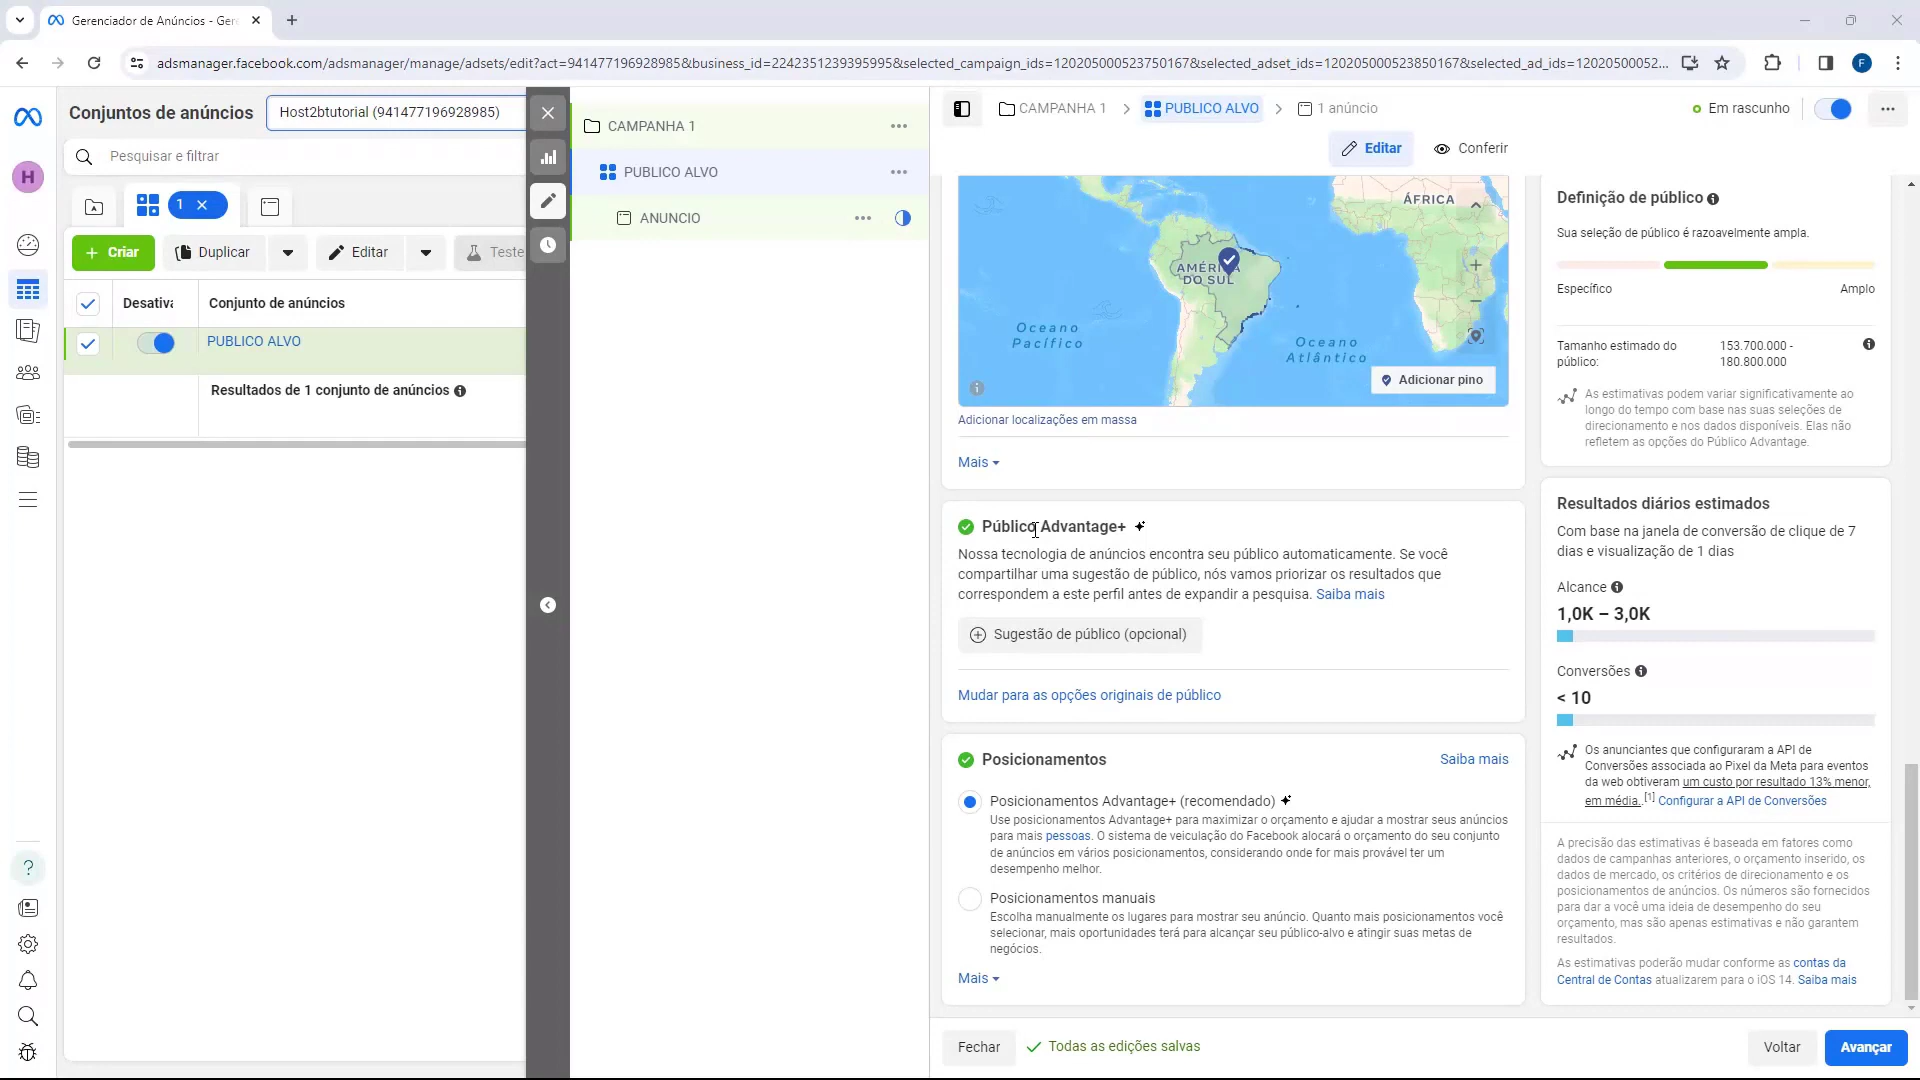 Gerenciador de Anúncios - Ger
adsmanager.facebook.com/adsmanager/manage/adsets/edit?act=941477196928985&business_id=2242351239395995&selected_campaign_ids=120205000523750167&selected_adset_ids=120205000523850167&selected_ad_ids=12020500052...
F
Conjuntos de anúncios
Host2btutorial (941477196928985)
H
Pesquisar e filtrar
1
Criar
Duplicar
Editar
Teste
Desativa
Conjunto de anúncios
PUBLICO ALVO
Resultados de 1 conjunto de anúncios
CAMPANHA 1
PUBLICO ALVO
ANUNCIO
CAMPANHA 1
PUBLICO ALVO
1 anúncio
Em rascunho
Editar
Conferir
ÁFRICA
AMÉRICA
DO SUL
Oceano
Pacífico
Oceano
Atlântico
Adicionar pino
Adicionar localizações em massa
Mais
Público Advantage+
Nossa tecnologia de anúncios encontra seu público automaticamente. Se você
compartilhar uma sugestão de público, nós vamos priorizar os resultados que
correspondem a este perfil antes de expandir a pesquisa. Saiba mais
Sugestão de público (opcional)
Mudar para as opções originais de público
Posicionamentos
Saiba mais
Posicionamentos Advantage+ (recomendado)
Use posicionamentos Advantage+ para maximizar o orçamento e ajudar a mostrar seus anúncios
para mais pessoas. O sistema de veiculação do Facebook alocará o orçamento do seu conjunto
de anúncios em vários posicionamentos, considerando onde for mais provável ter um
desempenho melhor.
Posicionamentos manuais
Escolha manualmente os lugares para mostrar seu anúncio. Quanto mais posicionamentos você
selecionar, mais oportunidades terá para alcançar seu público-alvo e atingir suas metas de
negócios.
Mais
Definição de público
Sua seleção de público é razoavelmente ampla.
Específico
Amplo
Tamanho estimado do
público:
153.700.000 -
180.800.000
As estimativas podem variar significativamente ao
longo do tempo com base nas suas seleções de
direcionamento e nos dados disponíveis. Elas não
refletem as opções do Público Advantage.
Resultados diários estimados
Com base na janela de conversão de clique de 7
dias e visualização de 1 dias
Alcance
1,0K – 3,0K
Conversões
< 10
Os anunciantes que configuraram a API de
Conversões associada ao Pixel da Meta para eventos
da web obtiveram um custo por resultado 13% menor,
em média. [1] Configurar a API de Conversões
A precisão das estimativas é baseada em fatores como
dados de campanhas anteriores, o orçamento inserido, os
dados de mercado, os critérios de direcionamento e os
posicionamentos de anúncios. Os números são fornecidos
para dar a você uma ideia de desempenho do seu
orçamento, mas são apenas estimativas e não garantem
resultados.
As estimativas poderão mudar conforme as contas da
Central de Contas atualizarem para o iOS 14. Saiba mais
Fechar
Todas as edições salvas
Voltar
Avançar